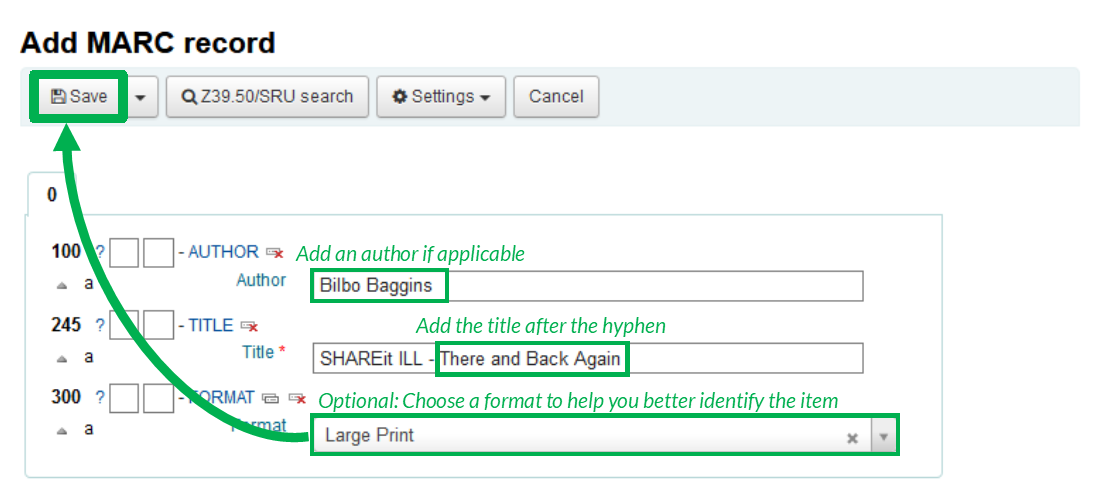 Add MARC record
Save Z39.50/SRU search Settings Cancel
0
100 ? - AUTHOR Add an author if applicable
a Author Bilbo Baggins
245 ? - TITLE Add the title after the hyphen
a Title * SHAREit ILL - There and Back Again
300 ? - FORMAT Optional: Choose a format to help you better identify the item
a Format Large Print